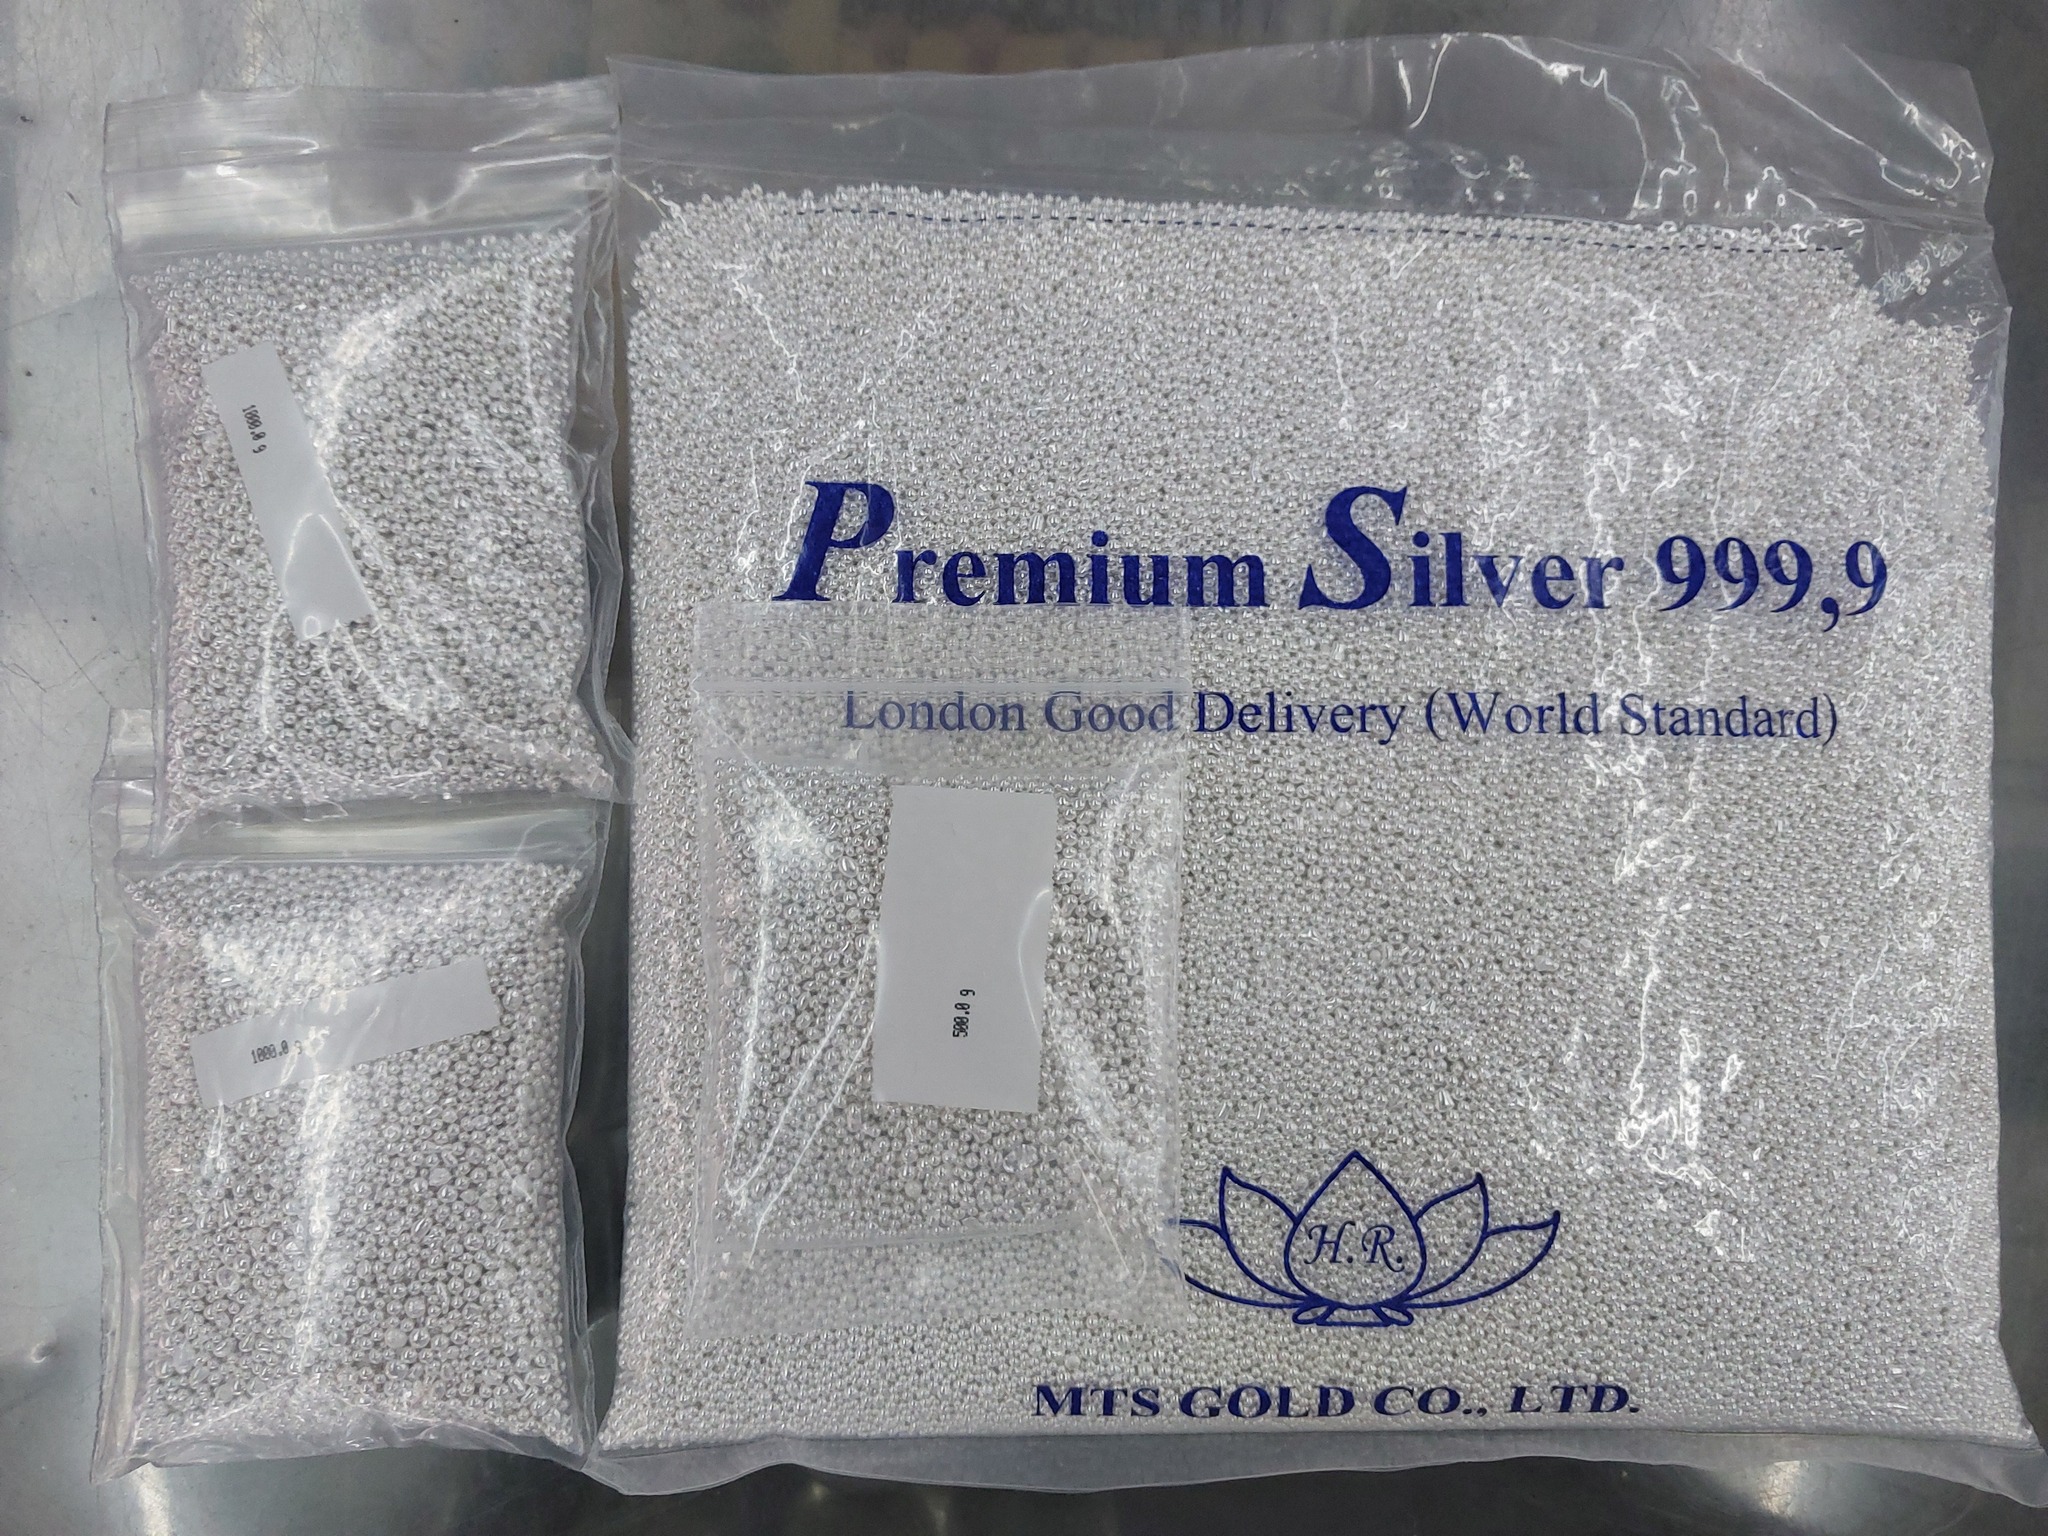 1000.0 g
Premium Silver 999,9
London Good Delivery (World Standard)
1000.0 g
500.0 g
H.R.
MTS GOLD CO., LTD.